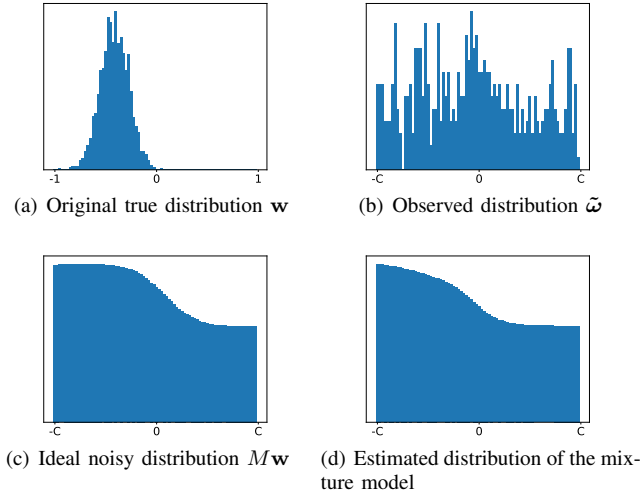 -1 0 1
-C 0 C
(a) Original true distribution w
(b) Observed distribution ω̃
-C 0 C
-C 0 C
(c) Ideal noisy distribution Mw
(d) Estimated distribution of the mix-
ture model